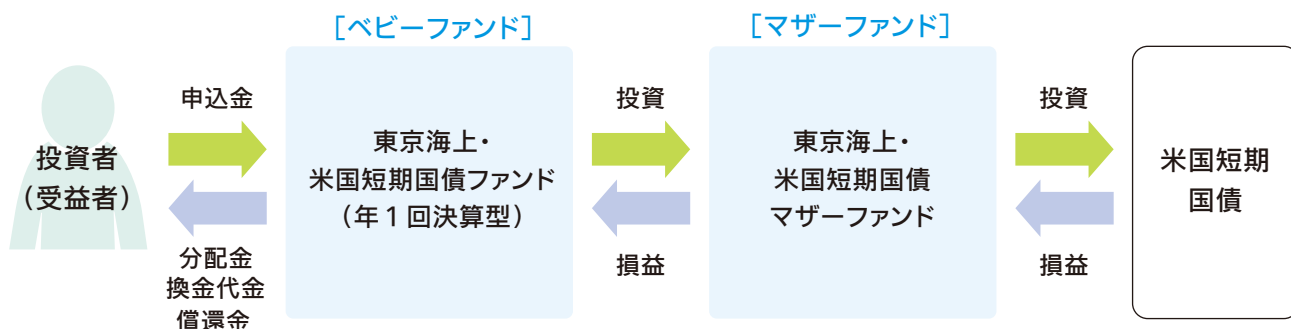 [ベビーファンド]
[マザーファンド]
投資者
(受益者)
申込金
分配金
換金代金
償還金
東京海上・
米国短期国債ファンド
(年1回決算型)
投資
損益
東京海上・
米国短期国債
マザーファンド
投資
損益
米国短期
国債